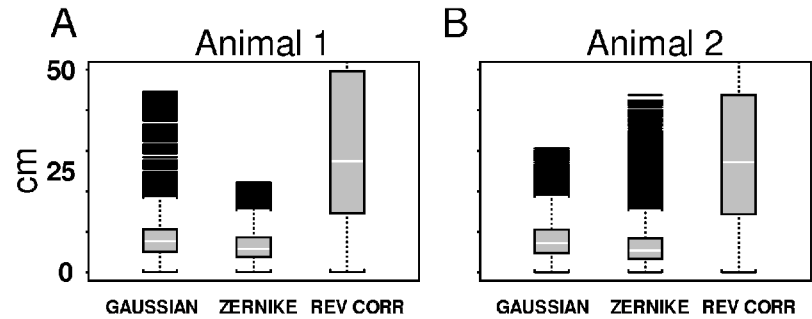 A
B
Animal 1
Animal 2
50
25
0
cm
GAUSSIAN ZERNIKE REV CORR
GAUSSIAN ZERNIKE REV CORR